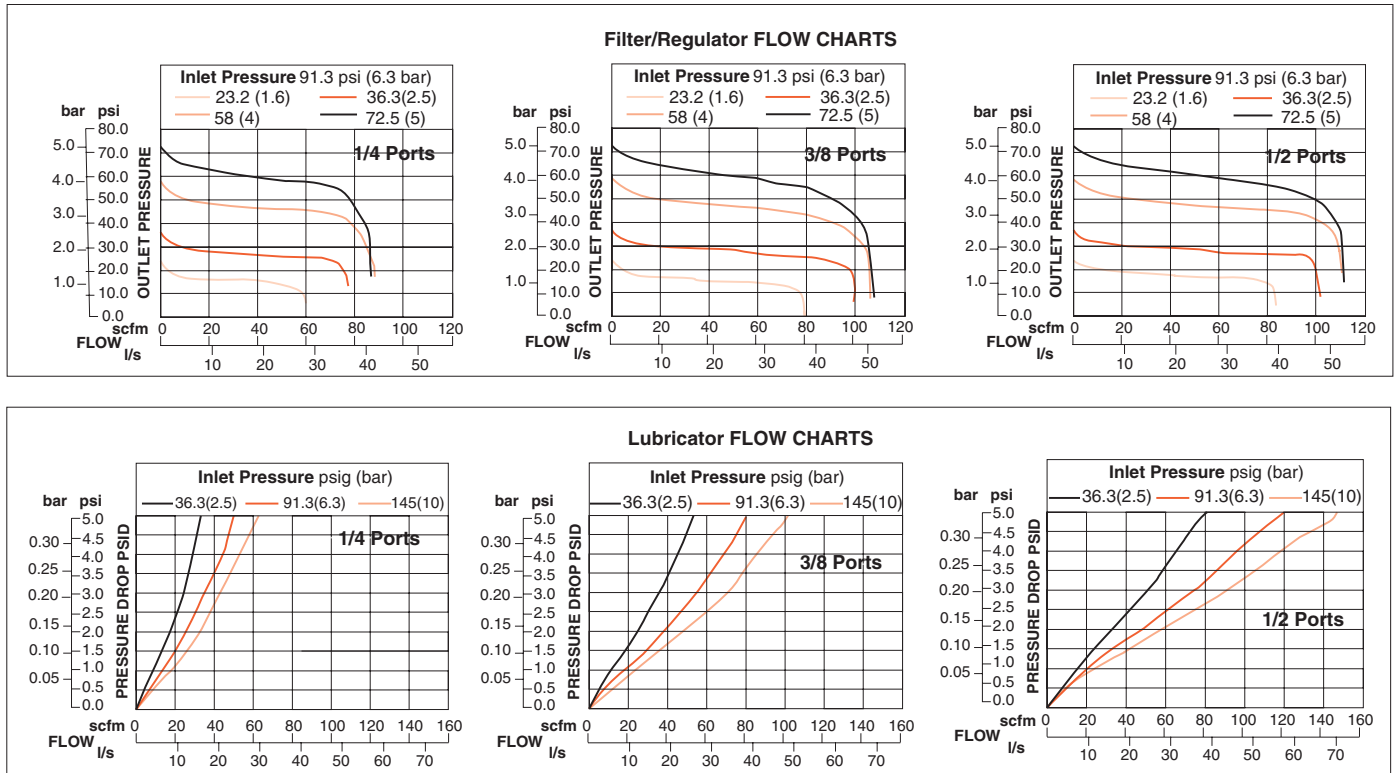 Filter/Regulator FLOW CHARTS
Inlet Pressure 91.3 psi (6.3 bar)
23.2 (1.6) 36.3(2.5)
58 (4) 72.5 (5)
bar psi
1/4 Ports
OUTLET PRESSURE
80.0
70.0
60.0
50.0
40.0
30.0
20.0
10.0
0.0
5.0
4.0
3.0
2.0
1.0
scfm 0 20 40 60 80 100 120
FLOW l/s 10 20 30 40 50
Inlet Pressure 91.3 psi (6.3 bar)
23.2 (1.6) 36.3(2.5)
58 (4) 72.5 (5)
bar psi
3/8 Ports
OUTLET PRESSURE
80.0
70.0
60.0
50.0
40.0
30.0
20.0
10.0
0.0
5.0
4.0
3.0
2.0
1.0
scfm 0 20 40 60 80 100 120
FLOW l/s 10 20 30 40 50
Inlet Pressure 91.3 psi (6.3 bar)
23.2 (1.6) 36.3(2.5)
58 (4) 72.5 (5)
bar psi
1/2 Ports
OUTLET PRESSURE
80.0
70.0
60.0
50.0
40.0
30.0
20.0
10.0
0.0
5.0
4.0
3.0
2.0
1.0
scfm 0 20 40 60 80 100 120
FLOW l/s 10 20 30 40 50
Lubricator FLOW CHARTS
Inlet Pressure psig (bar)
36.3(2.5) 91.3(6.3) 145(10)
bar psi
1/4 Ports
PRESSURE DROP PSID
5.0
4.5
4.0
3.5
3.0
2.5
2.0
1.5
1.0
0.5
0.0
0.30
0.25
0.20
0.15
0.10
0.05
scfm 0 20 40 60 80 100 120 140 160
FLOW l/s 10 20 30 40 50 60 70
Inlet Pressure psig (bar)
36.3(2.5) 91.3(6.3) 145(10)
bar psi
3/8 Ports
PRESSURE DROP PSID
5.0
4.5
4.0
3.5
3.0
2.5
2.0
1.5
1.0
0.5
0.0
0.30
0.25
0.20
0.15
0.10
0.05
scfm 0 20 40 60 80 100 120 140 160
FLOW l/s 10 20 30 40 50 60 70
Inlet Pressure psig (bar)
36.3(2.5) 91.3(6.3) 145(10)
bar psi
1/2 Ports
PRESSURE DROP PSID
5.0
4.5
4.0
3.5
3.0
2.5
2.0
1.5
1.0
0.5
0.0
0.30
0.25
0.20
0.15
0.10
0.05
scfm 0 20 40 60 80 100 120 140 160
FLOW l/s 10 20 30 40 50 60 70